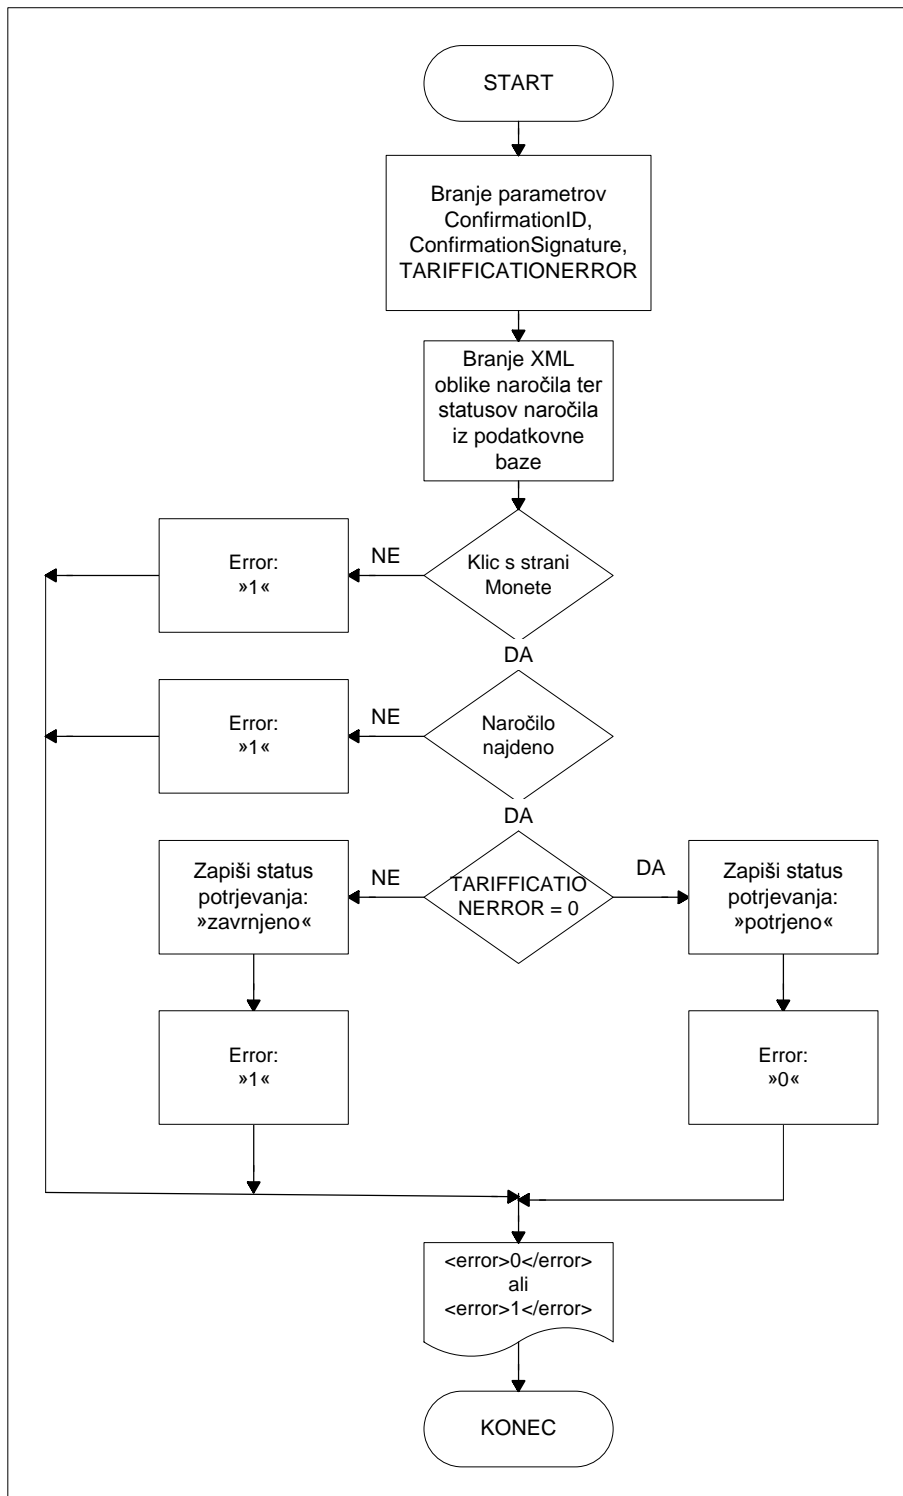 START
Branje parametrov
ConfirmationID,
ConfirmationSignature,
TARIFFICATIONERROR
Branje XML
oblike naročila ter
statusov naročila
iz podatkovne
baze
Error:
»1«
NE
Klic s strani
Monete
DA
Error:
»1«
NE
Naročilo
najdeno
DA
Zapiši status
potrjevanja:
»zavrnjeno«
NE
TARIFFICATIO
NERROR = 0
DA
Zapiši status
potrjevanja:
»potrjeno«
Error:
»1«
Error:
»0«
<error>0</error>
ali
<error>1</error>
KONEC